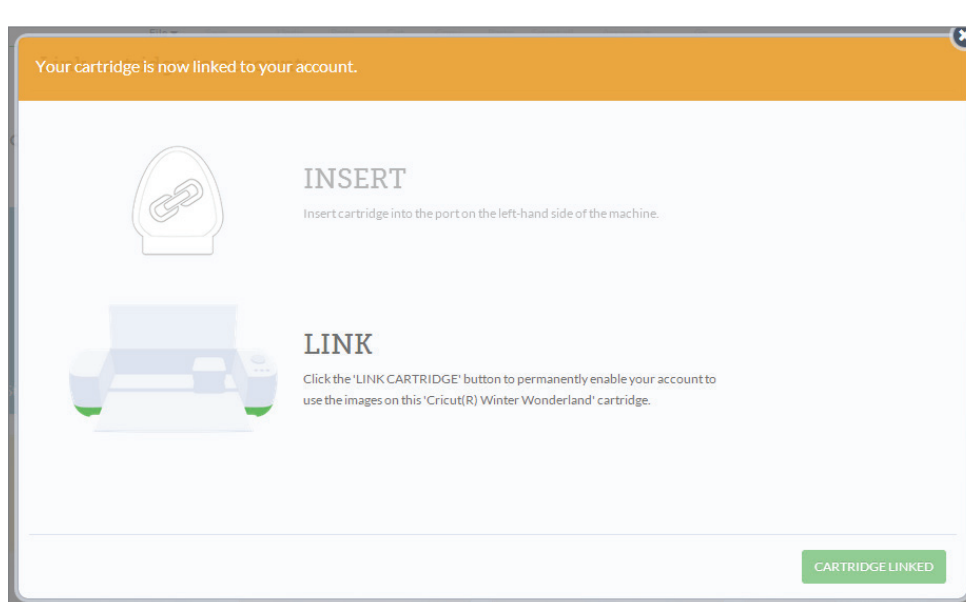 File
Your cartridge is now linked to your account.
INSERT
Insert cartridge into the port on the left-hand side of the machine.
LINK
Click the 'LINK CARTRIDGE' button to permanently enable your account to
use the images on this 'Cricut(R) Winter Wonderland' cartridge.
CARTRIDGE LINKED